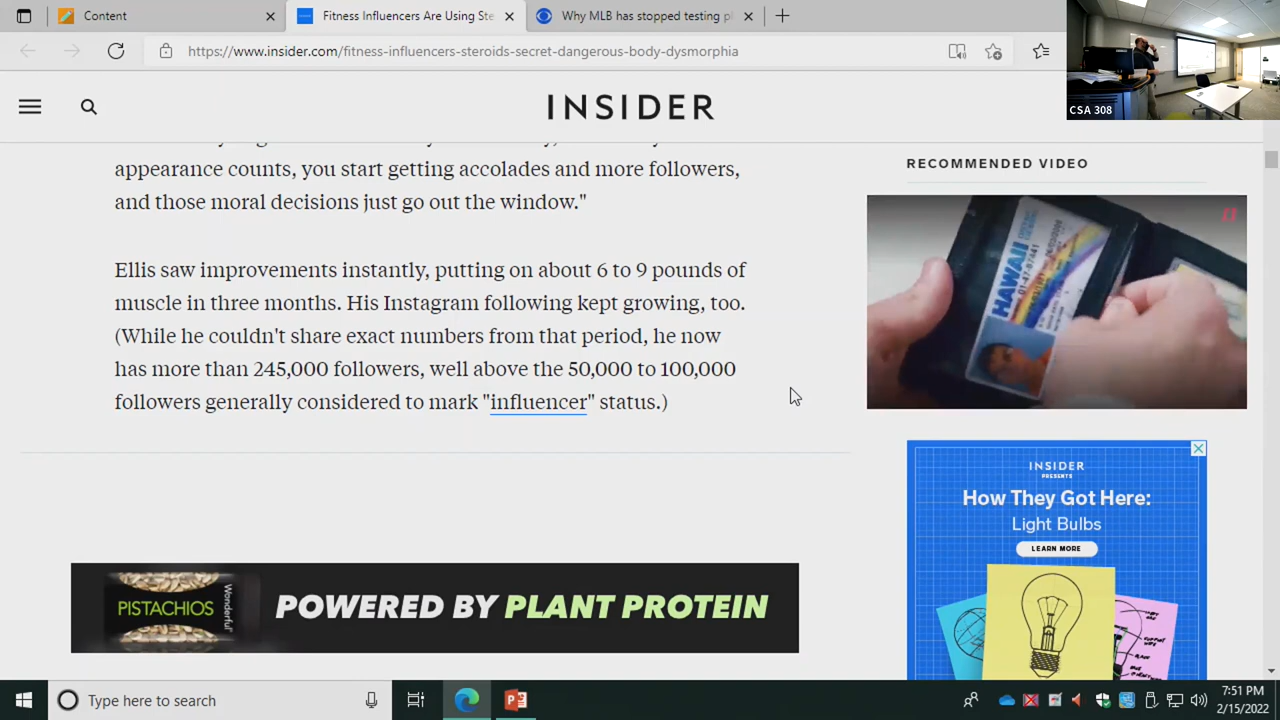 Content
Fitness Influencers Are Using Ste
Why MLB has stopped testing pl
https://www.insider.com/fitness-influencers-steroids-secret-dangerous-body-dysmorphia
CSA 308
INSIDER
appearance counts, you start getting accolades and more followers,
and those moral decisions just go out the window."
Ellis saw improvements instantly, putting on about 6 to 9 pounds of
muscle in three months. His Instagram following kept growing, too.
(While he couldn't share exact numbers from that period, he now
has more than 245,000 followers, well above the 50,000 to 100,000
followers generally considered to mark "influencer" status.)
RECOMMENDED VIDEO
HAWAII
INSIDER
PRESENTS
How They Got Here:
Light Bulbs
LEARN MORE
PISTACHIOS
Wonderful
POWERED BY PLANT PROTEIN
Type here to search
7:51 PM
2/15/2022